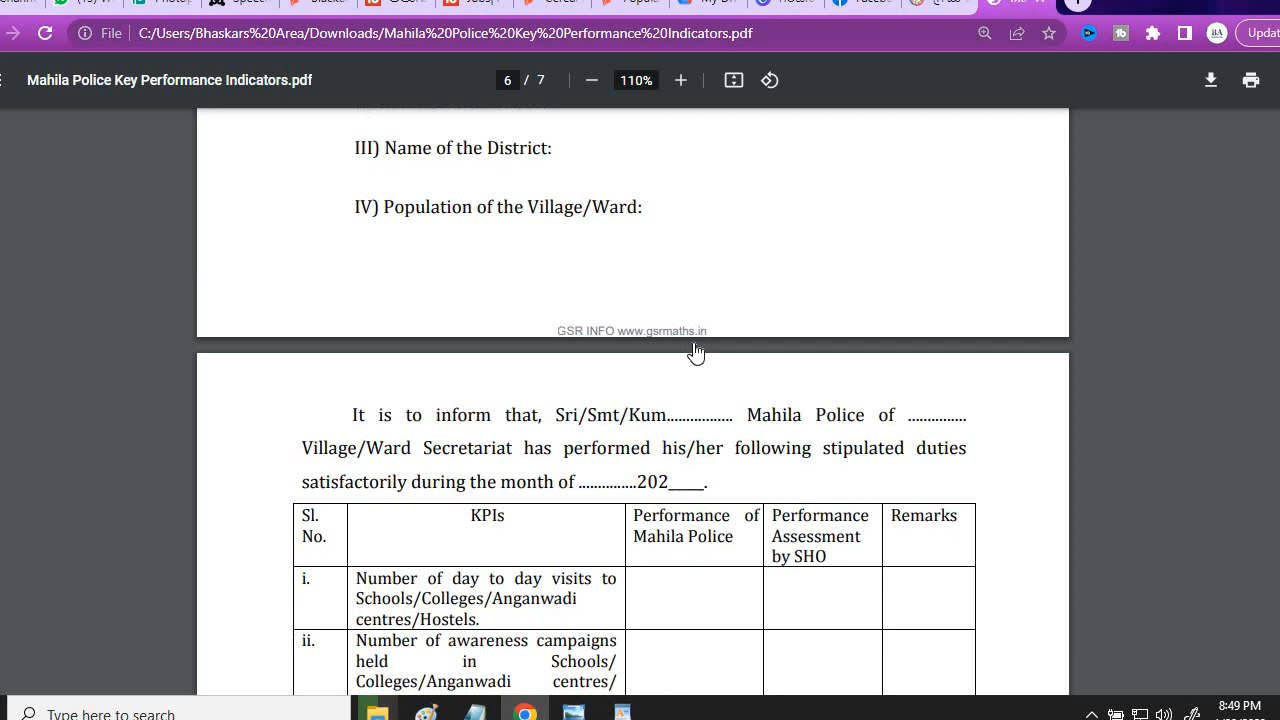 File C:/Users/Bhaskars%20Area/Downloads/Mahila%20Police%20Key%20Performance%20Indicators.pdf
BA
Updat
Mahila Police Key Performance Indicators.pdf
6 / 7
110%
III) Name of the District:
IV) Population of the Village/Ward:
GSR INFO www.gsrmaths.in
It is to inform that, Sri/Smt/Kum................. Mahila Police of ...............
Village/Ward Secretariat has performed his/her following stipulated duties
satisfactorily during the month of ...............202_____.
Sl. No.
KPIs
Performance of Mahila Police
Performance Assessment by SHO
Remarks
i.
Number of day to day visits to
Schools/Colleges/Anganwadi
centres/Hostels.
ii.
Number of awareness campaigns
held in Schools/
Colleges/Anganwadi centres/
Type here to search
8:49 PM